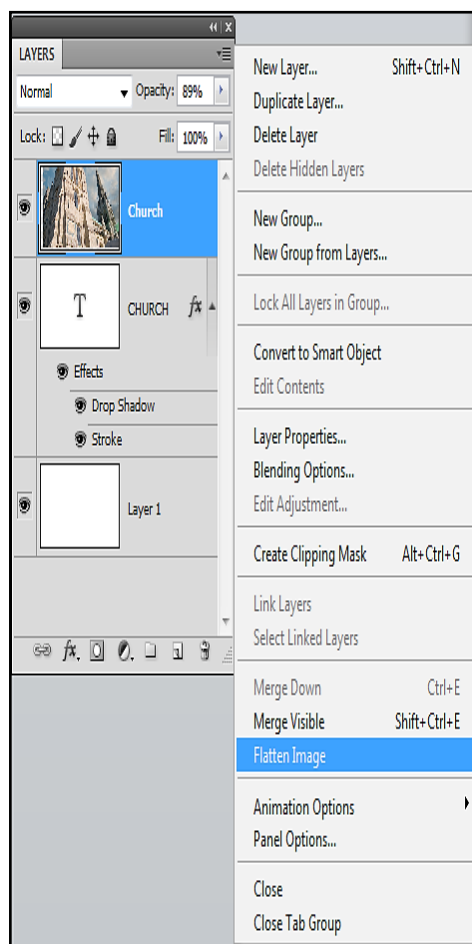 LAYERS
Normal Opacity: 89%
Lock: Fill: 100%
Church
T CHURCH fx
Effects
Drop Shadow
Stroke
Layer 1
fx.
New Layer... Shift+Ctrl+N
Duplicate Layer...
Delete Layer
Delete Hidden Layers
New Group...
New Group from Layers...
Lock All Layers in Group...
Convert to Smart Object
Edit Contents
Layer Properties...
Blending Options...
Edit Adjustment...
Create Clipping Mask Alt+Ctrl+G
Link Layers
Select Linked Layers
Merge Down Ctrl+E
Merge Visible Shift+Ctrl+E
Flatten Image
Animation Options
Panel Options...
Close
Close Tab Group